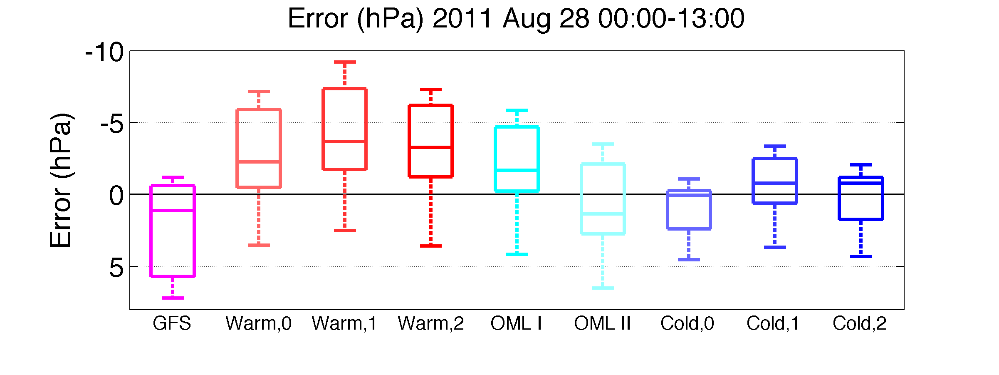 Error (hPa) 2011 Aug 28 00:00-13:00
-10
-5
0
5
Error (hPa)
GFS Warm,0 Warm,1 Warm,2 OML I OML II Cold,0 Cold,1 Cold,2